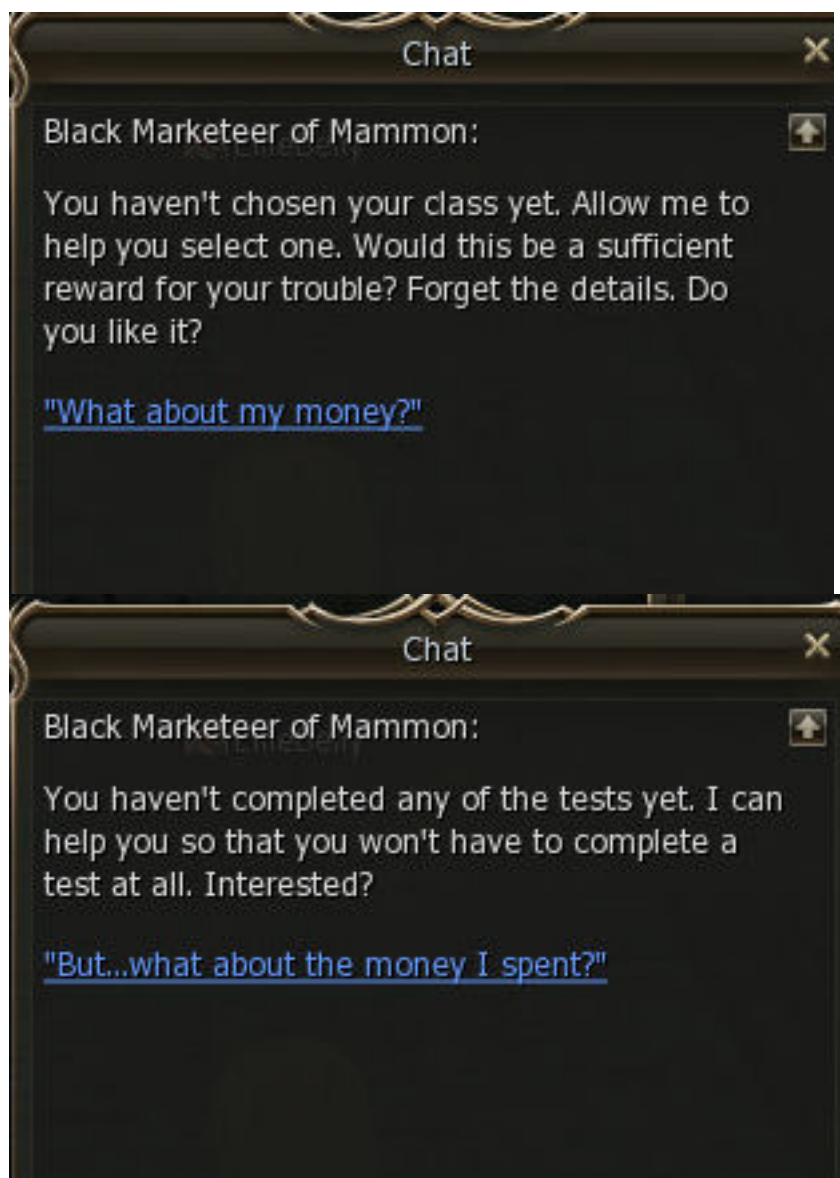 Chat
Black Marketeer of Mammon:
You haven't chosen your class yet. Allow me to
help you select one. Would this be a sufficient
reward for your trouble? Forget the details. Do
you like it?
"What about my money?"
Chat
Black Marketeer of Mammon:
You haven't completed any of the tests yet. I can
help you so that you won't have to complete a
test at all. Interested?
"But...what about the money I spent?"